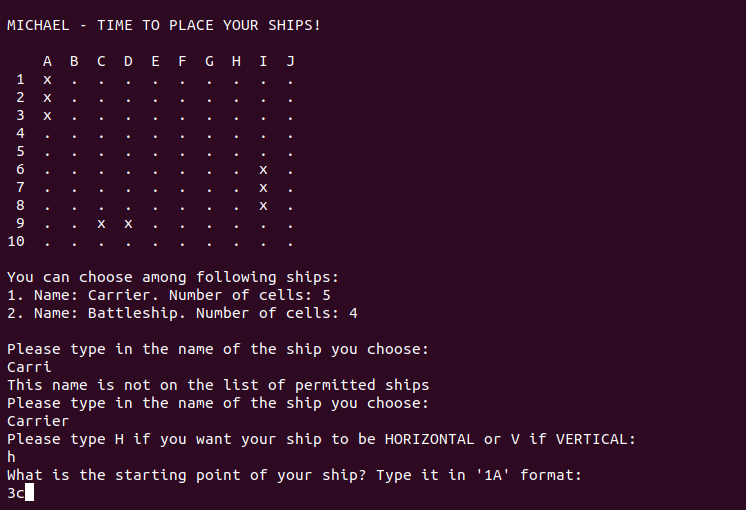 MICHAEL - TIME TO PLACE YOUR SHIPS!
A B C D E F G H I J
1 x . . . . . . . . .
2 x . . . . . . . . .
3 x . . . . . . . . .
4 . . . . . . . . . .
5 . . . . . . . . . .
6 . . . . . . . . x .
7 . . . . . . . . x .
8 . . . . . . . . x .
9 . . x x . . . . . .
10 . . . . . . . . . .
You can choose among following ships:
1. Name: Carrier. Number of cells: 5
2. Name: Battleship. Number of cells: 4
Please type in the name of the ship you choose:
Carri
This name is not on the list of permitted ships
Please type in the name of the ship you choose:
Carrier
Please type H if you want your ship to be HORIZONTAL or V if VERTICAL:
h
What is the starting point of your ship? Type it in '1A' format:
3c